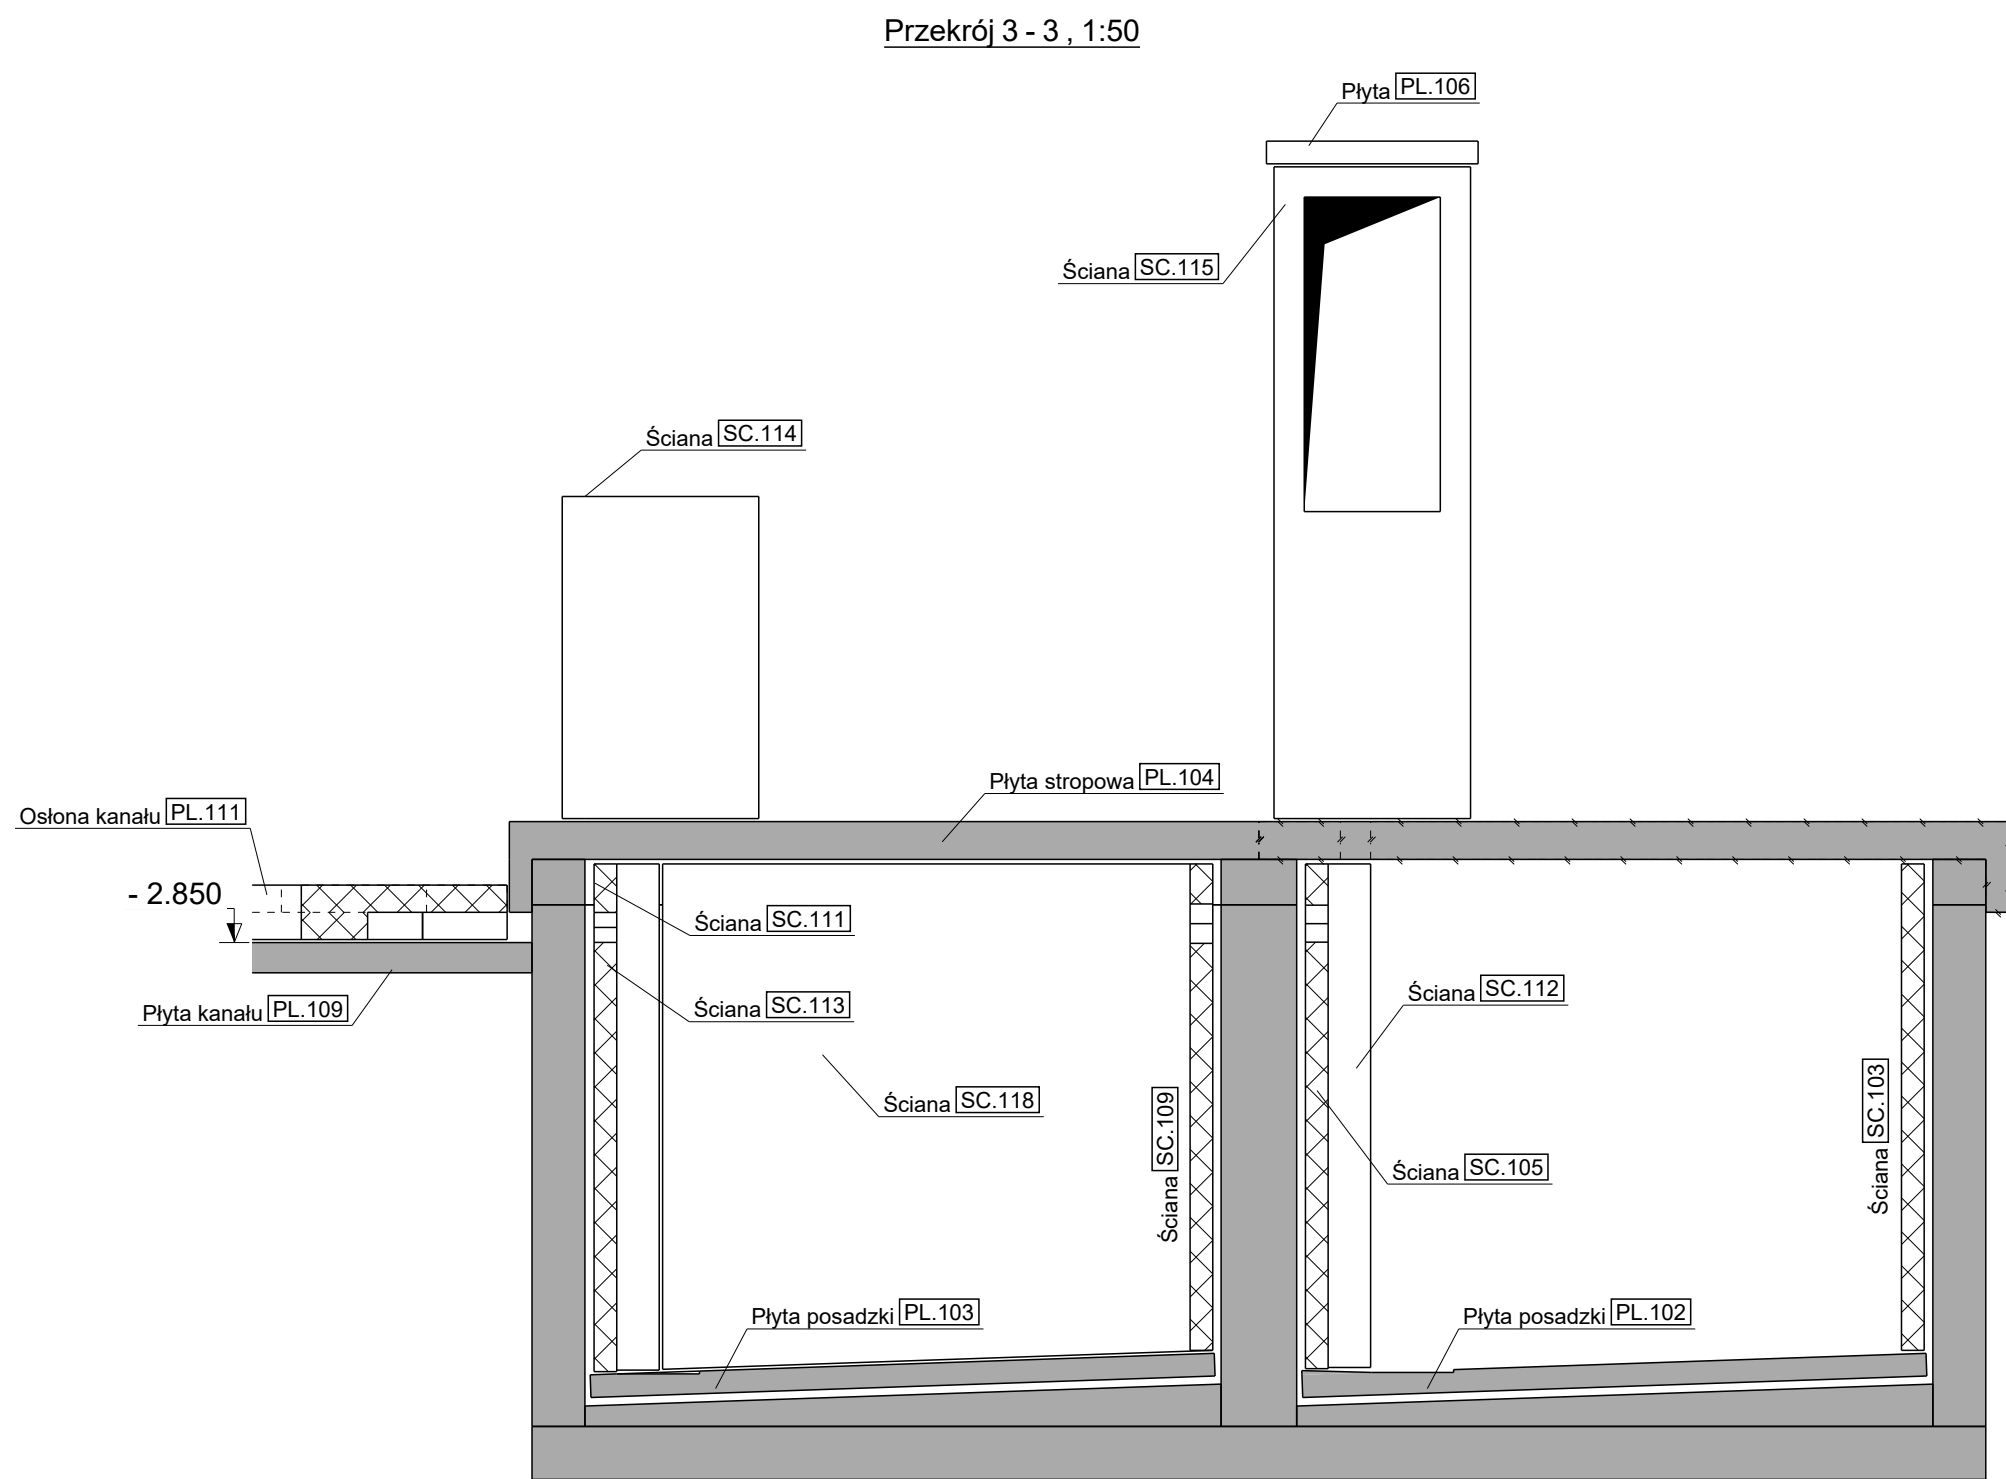 Przekrój 3 - 3 , 1:50
Płyta PL.106
Ściana SC.115
Ściana SC.114
Płyta stropowa PL.104
Osłona kanału PL.111
- 2.850
Ściana SC.111
Ściana SC.112
Płyta kanału PL.109
Ściana SC.113
Ściana SC.118
Ściana SC.109
Ściana SC.105
Ściana SC.103
Płyta posadzki PL.103
Płyta posadzki PL.102